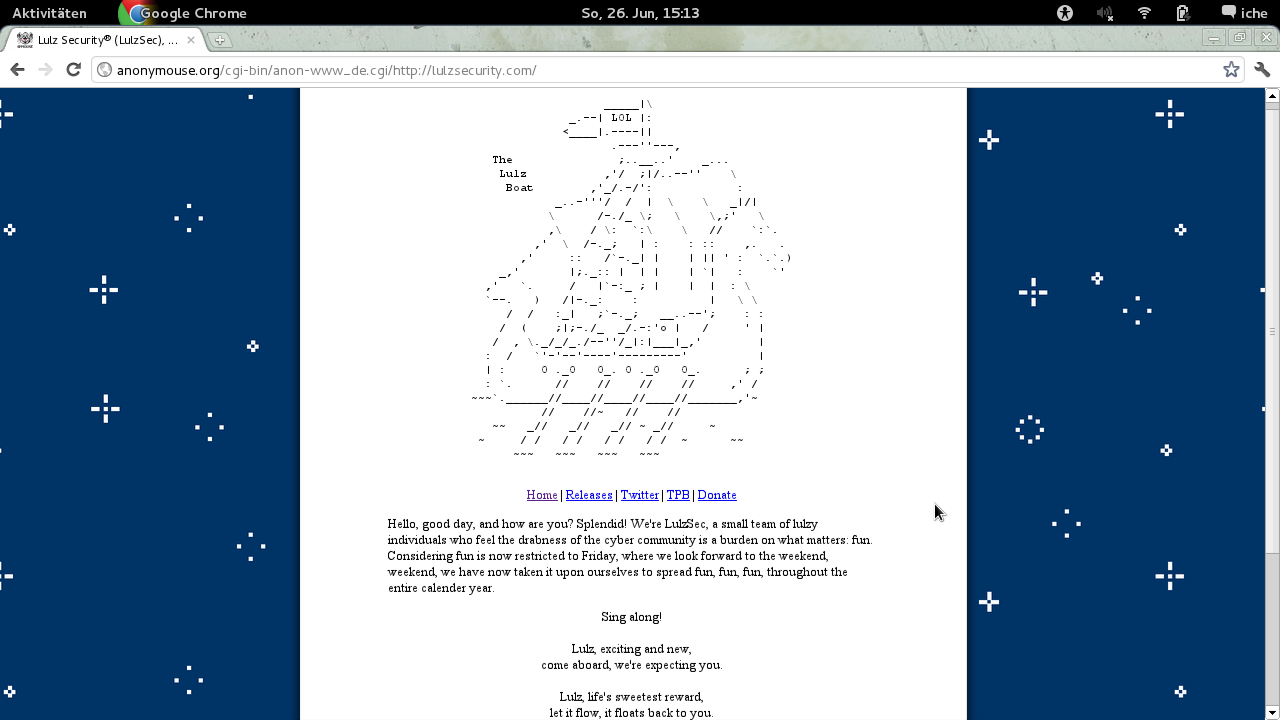 Aktivitäten
Google Chrome
So, 26. Jun, 15:13
iche
Lulz Security® (LulzSec), ...
anonymouse.org/cgi-bin/anon-www_de.cgi/http://lulzsecurity.com/
LOL
The
Lulz
Boat
Home | Releases | Twitter | TPB | Donate
Hello, good day, and how are you? Splendid! We're LulzSec, a small team of lulzy
individuals who feel the drabness of the cyber community is a burden on what matters: fun.
Considering fun is now restricted to Friday, where we look forward to the weekend,
weekend, we have now taken it upon ourselves to spread fun, fun, fun, throughout the
entire calender year.
Sing along!
Lulz, exciting and new,
come aboard, we're expecting you.
Lulz, life's sweetest reward,
let it flow, it floats back to you.